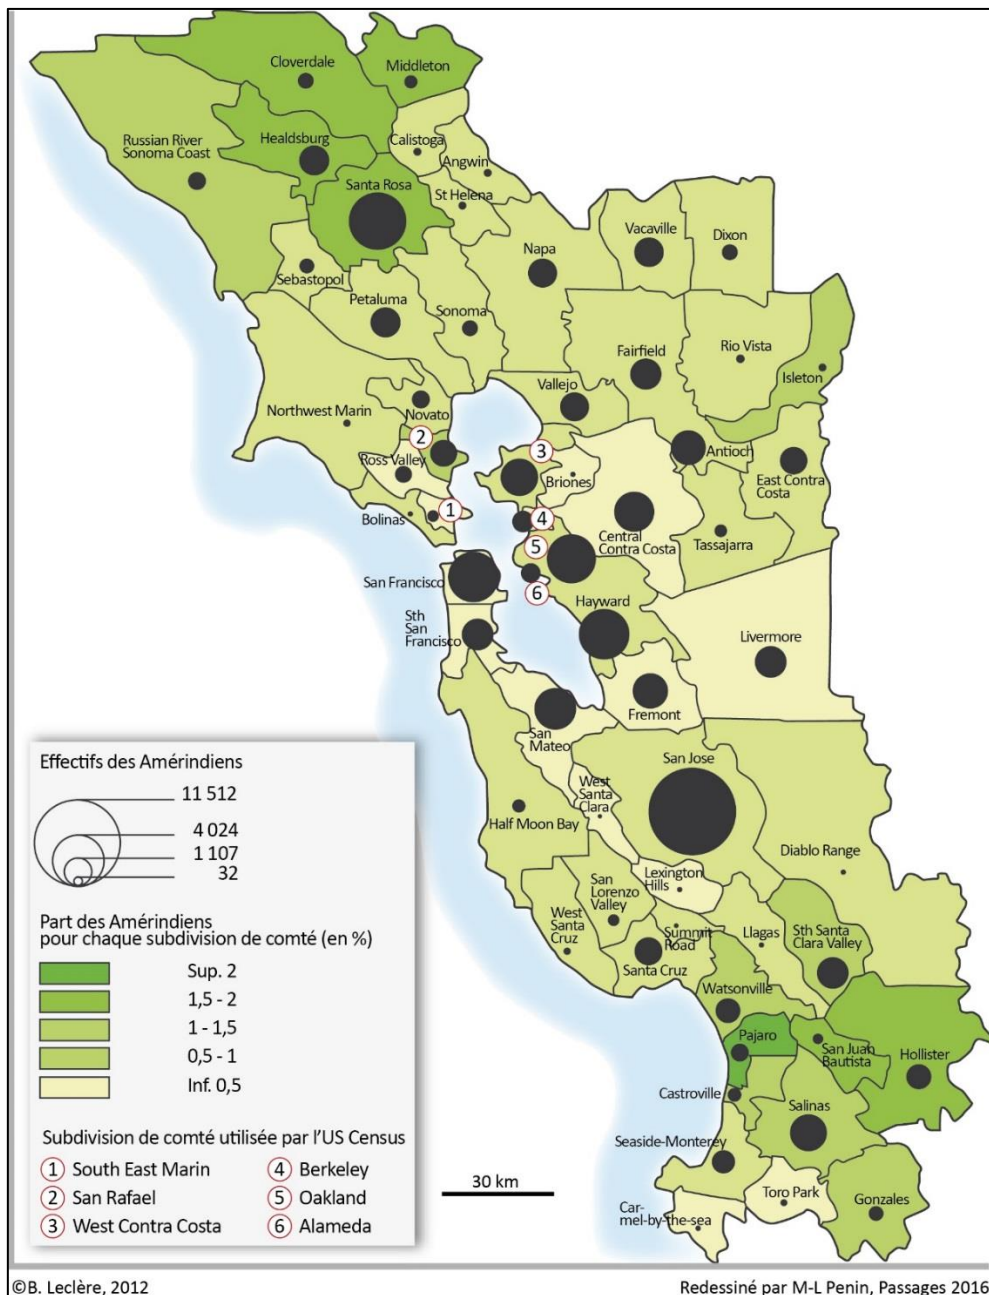 Cloverdale
Middleton
Russian River
Sonoma Coast
Healdsburg
Calistoga
Angwin
Santa Rosa
St Helena
Sebastopol
Napa
Vacaville
Dixon
Petaluma
Sonoma
Fairfield
Rio Vista
Isleton
Vallejo
Northwest Marin
Novato
2
Ross Valley
3
Briones
Antioch
East Contra
Costa
Bolinas
1
4
Central
Contra Costa
Tassajarra
5
San Francisco
6
Hayward
Sth
San
Francisco
Livermore
Fremont
San
Mateo
San Jose
West
Santa
Clara
Half Moon Bay
Diablo Range
Lexington
Hills
San
Lorenzo
Valley
West
Santa
Cruz
Summit
Road
Llagas
Sth Santa
Clara Valley
Santa Cruz
Watsonville
Pajaro
San Juan
Bautista
Hollister
Castroville
Salinas
Seaside-Monterey
Toro Park
Gonzales
Car-
mel-by-the-sea
Effectifs des Amérindiens
11 512
4 024
1 107
32
Part des Amérindiens
pour chaque subdivision de comté (en %)
Sup. 2
1,5 - 2
1 - 1,5
0,5 - 1
Inf. 0,5
Subdivision de comté utilisée par l'US Census
1 South East Marin
2 San Rafael
3 West Contra Costa
4 Berkeley
5 Oakland
6 Alameda
30 km
©B. Leclère, 2012
Redessiné par M-L Penin, Passages 2016